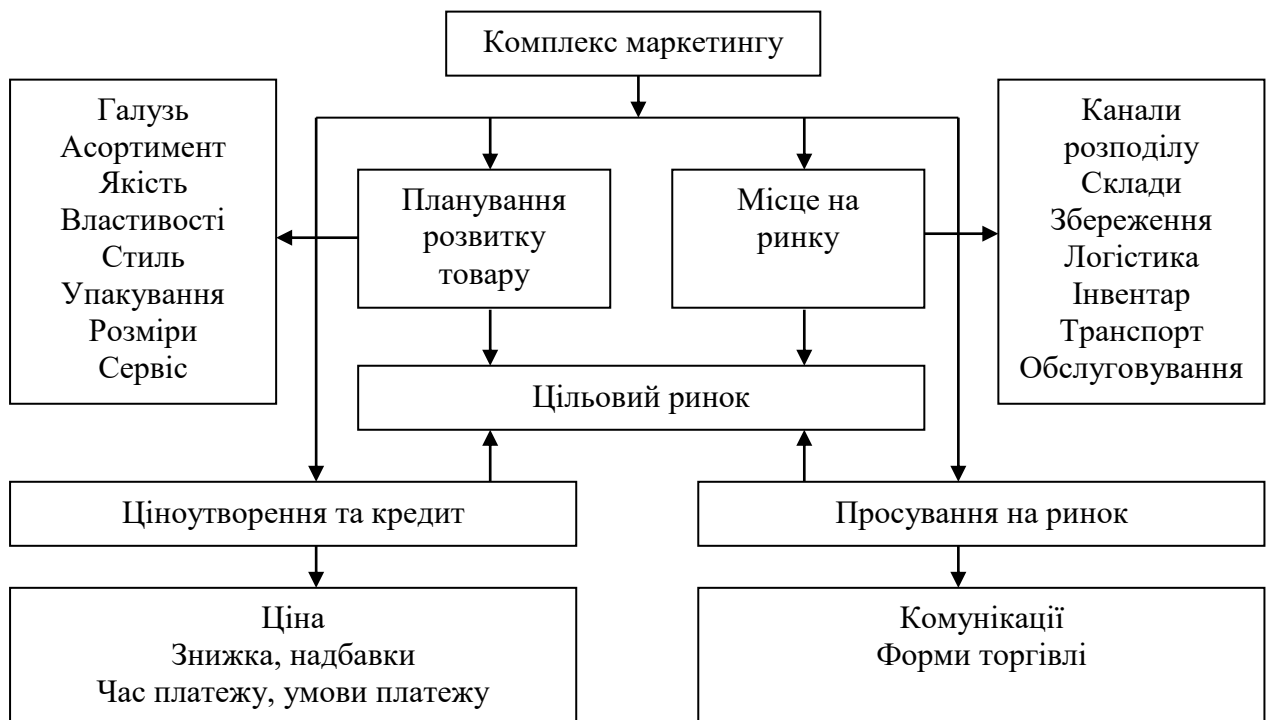 Комплекс маркетингу
Галузь
Асортимент
Якість
Властивості
Стиль
Упакування
Розміри
Сервіс
Планування
розвитку
товару
Місце на
ринку
Канали
розподілу
Склади
Збереження
Логістика
Інвентар
Транспорт
Обслуговування
Цільовий ринок
Ціноутворення та кредит
Просування на ринок
Ціна
Знижка, надбавки
Час платежу, умови платежу
Комунікації
Форми торгівлі